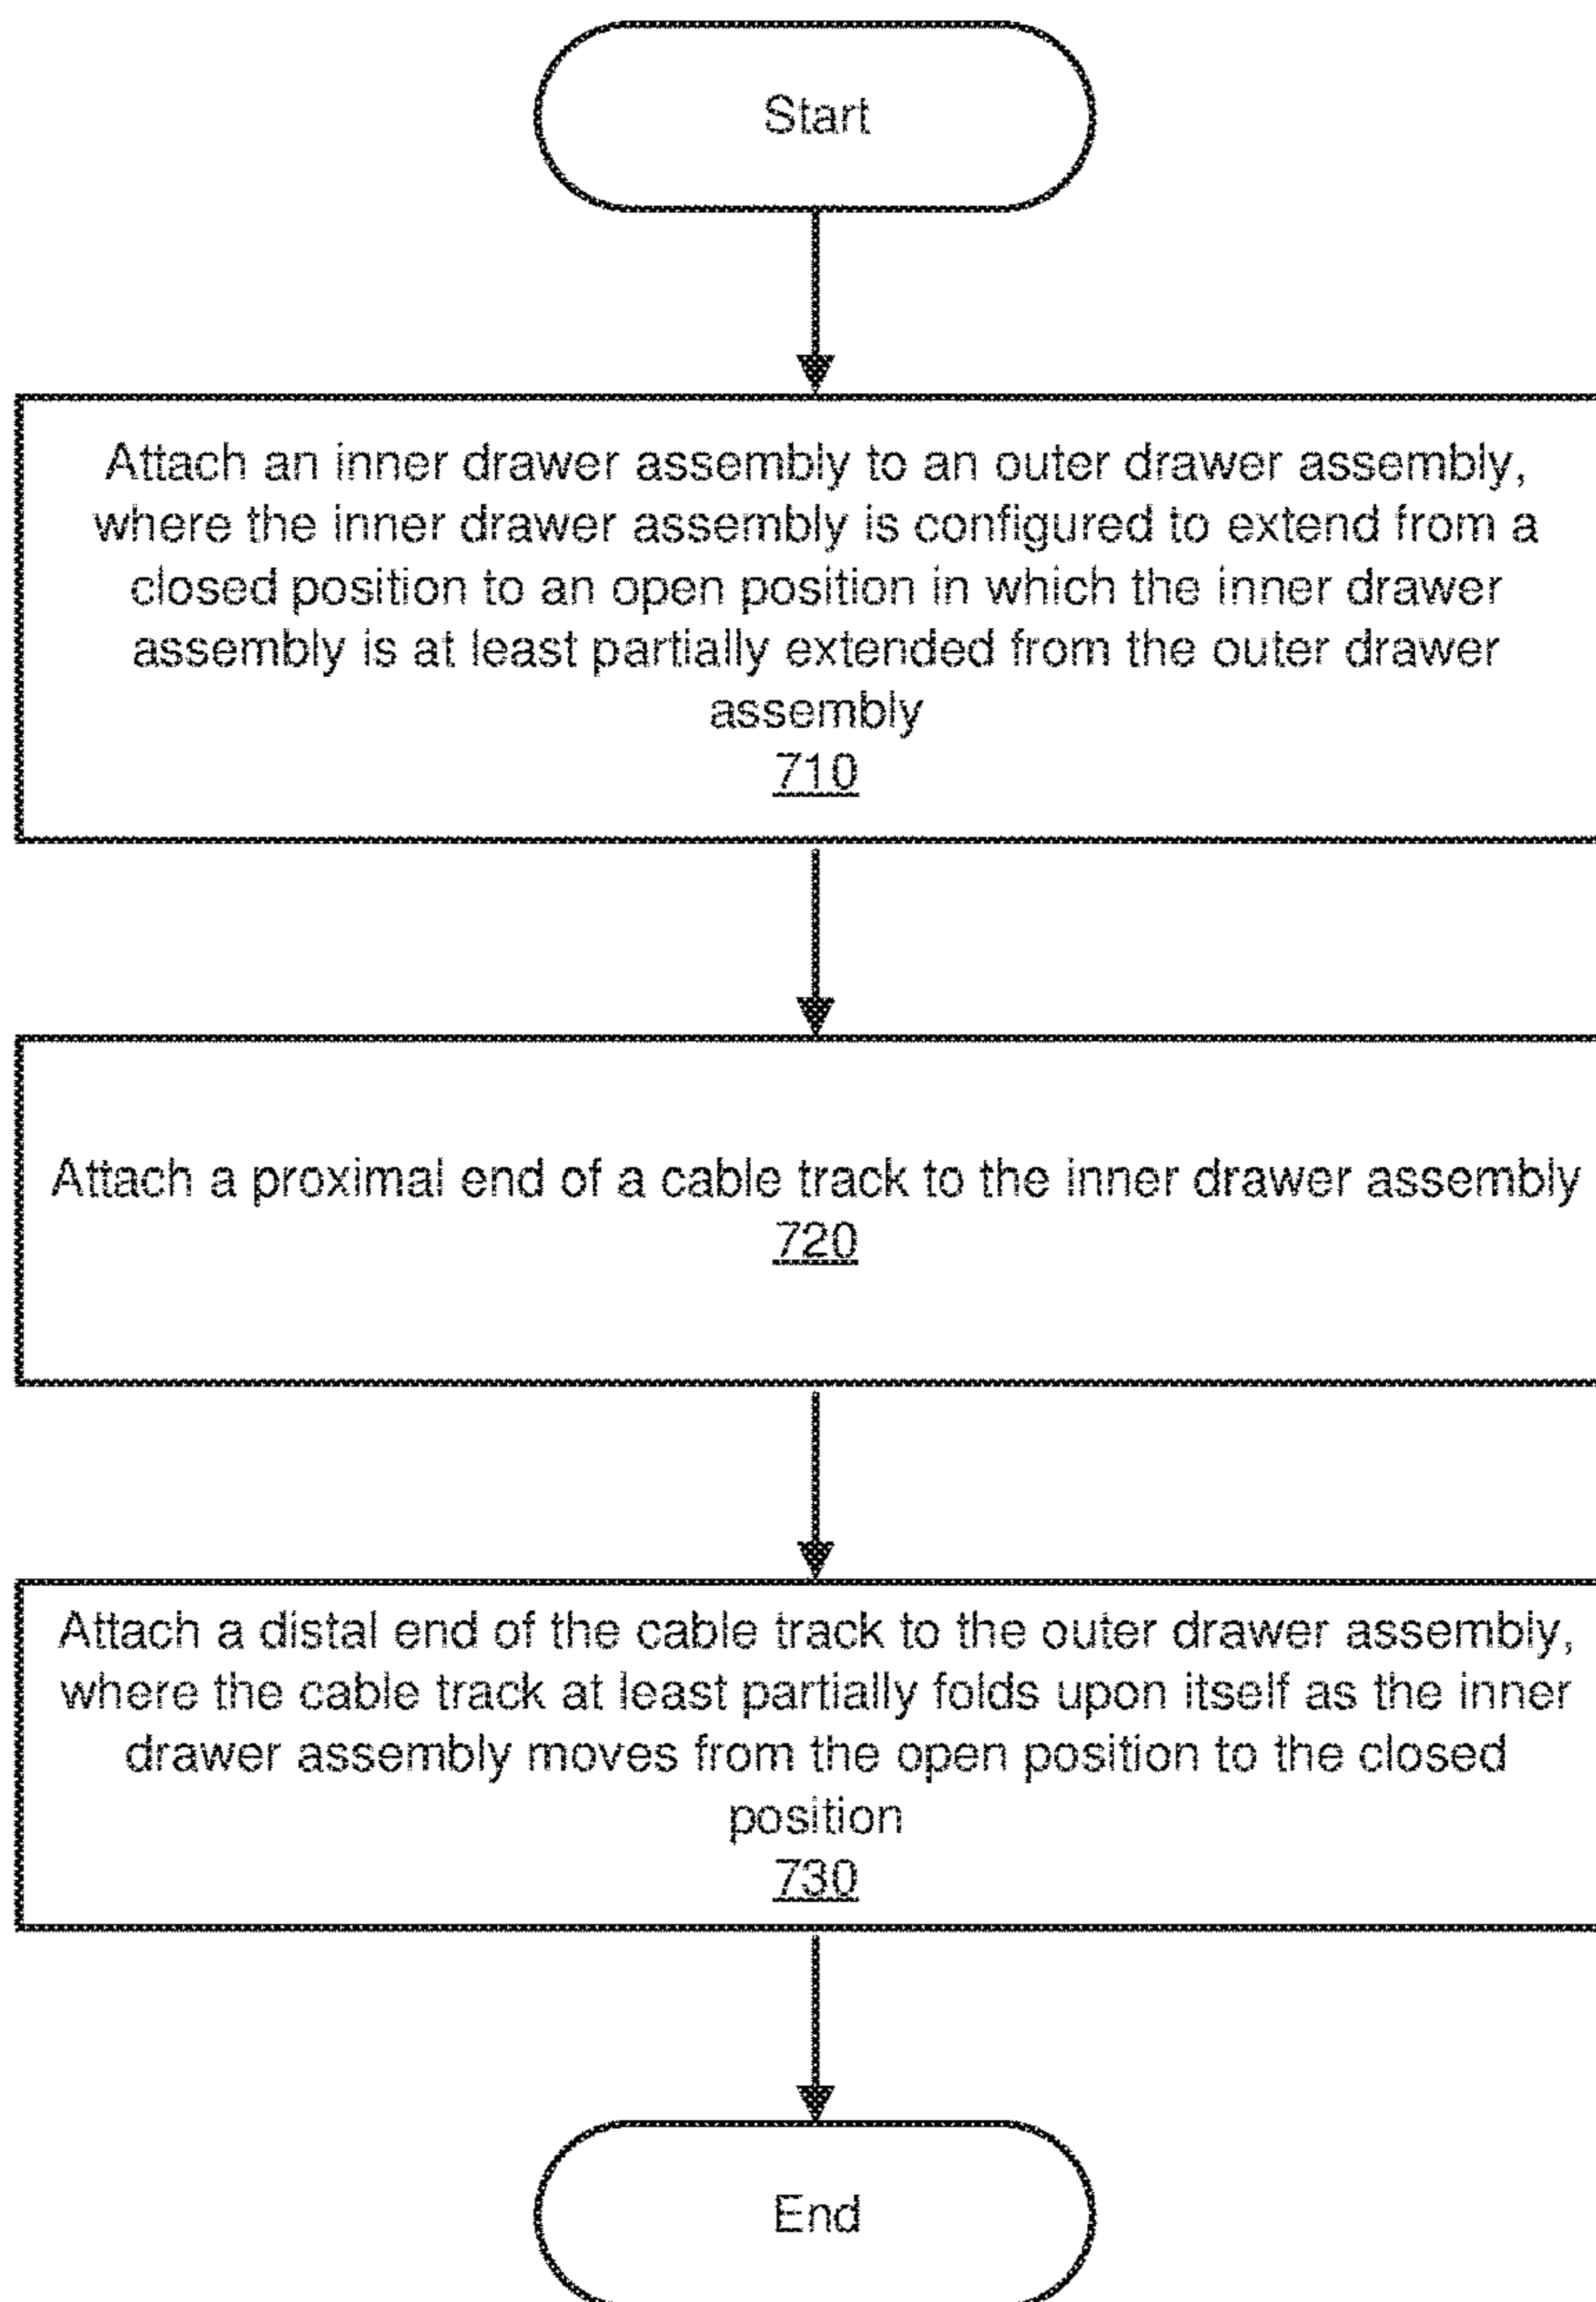 Start
Attach an inner drawer assembly to an outer drawer assembly,
where the inner drawer assembly is configured to extend from a
closed position to an open position in which the inner drawer
assembly is at least partially extended from the outer drawer
assembly
710
Attach a proximal end of a cable track to the inner drawer assembly
720
Attach a distal end of the cable track to the outer drawer assembly,
where the cable track at least partially folds upon itself as the inner
drawer assembly moves from the open position to the closed
position
730
End